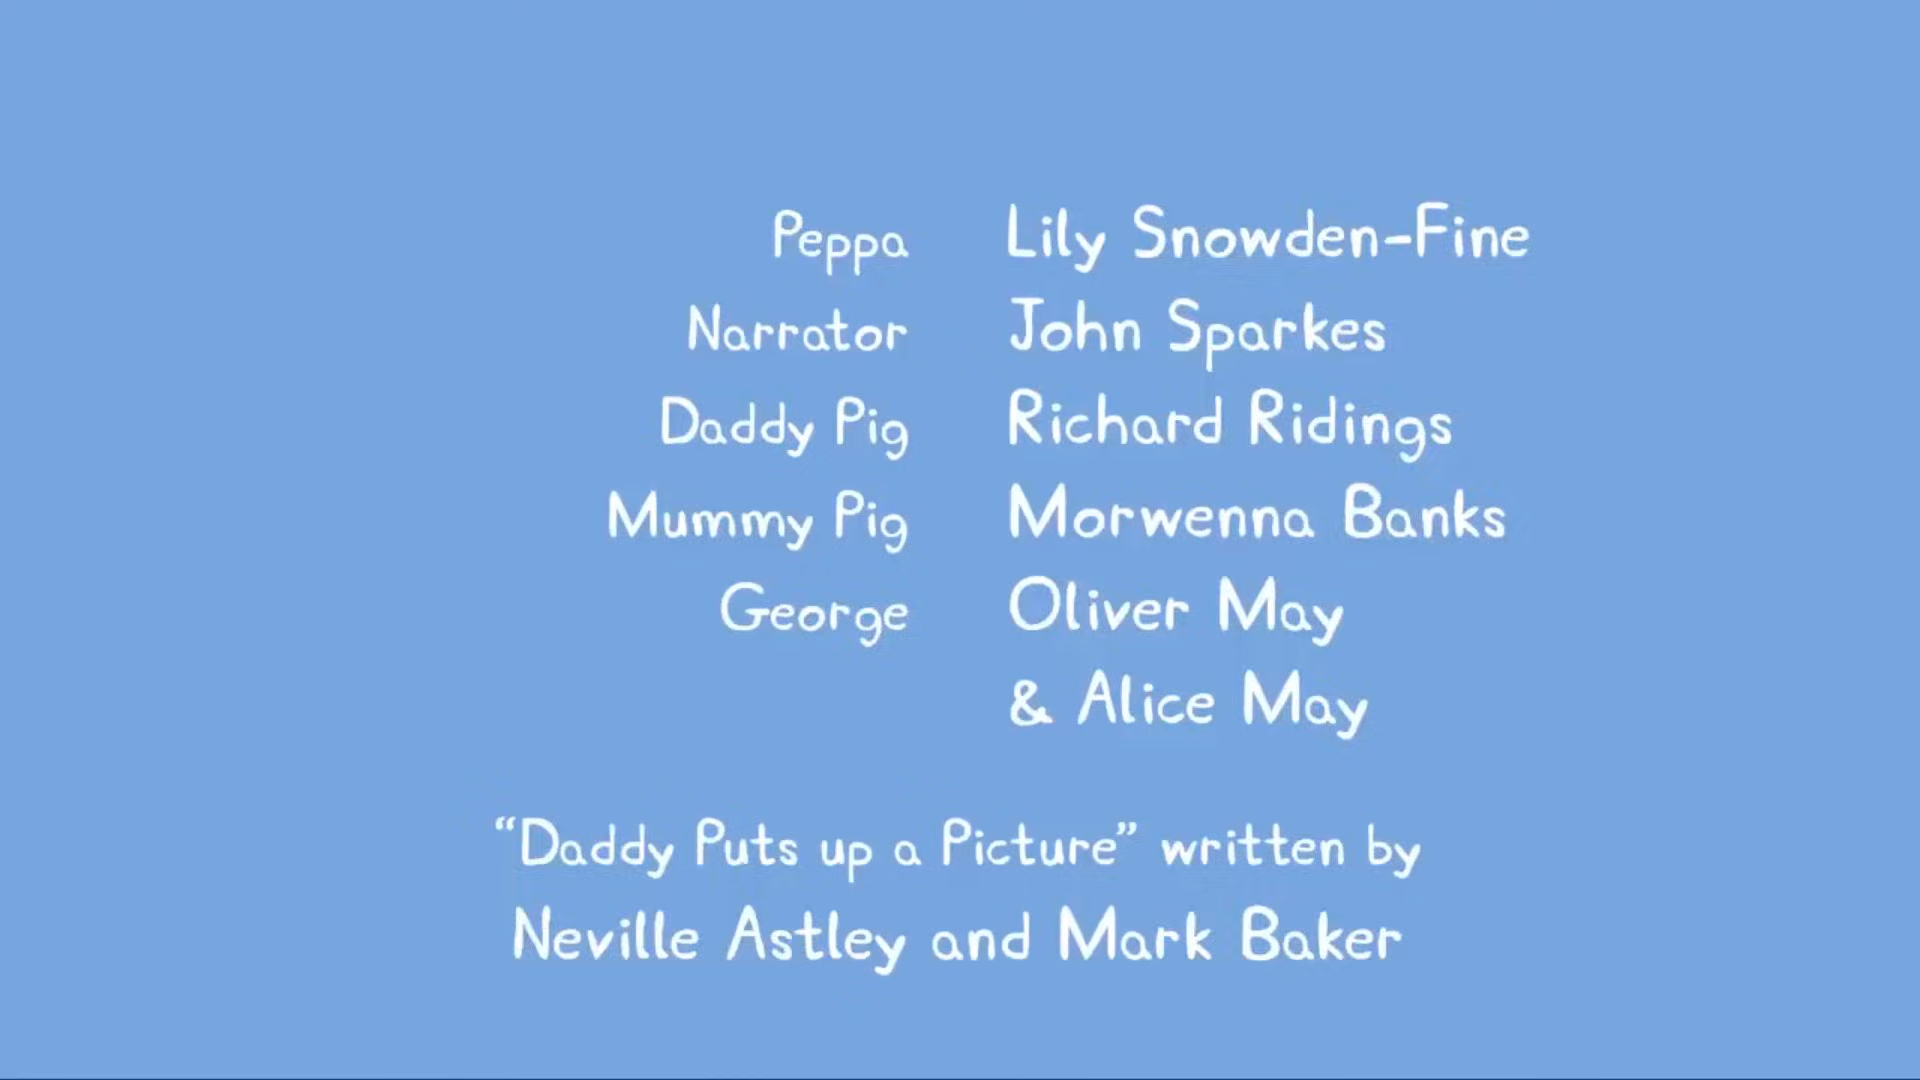 Peppa Lily Snowden-Fine
Narrator John Sparkes
Daddy Pig Richard Ridings
Mummy Pig Morwenna Banks
George Oliver May
& Alice May
“Daddy Puts up a Picture” written by
Neville Astley and Mark Baker